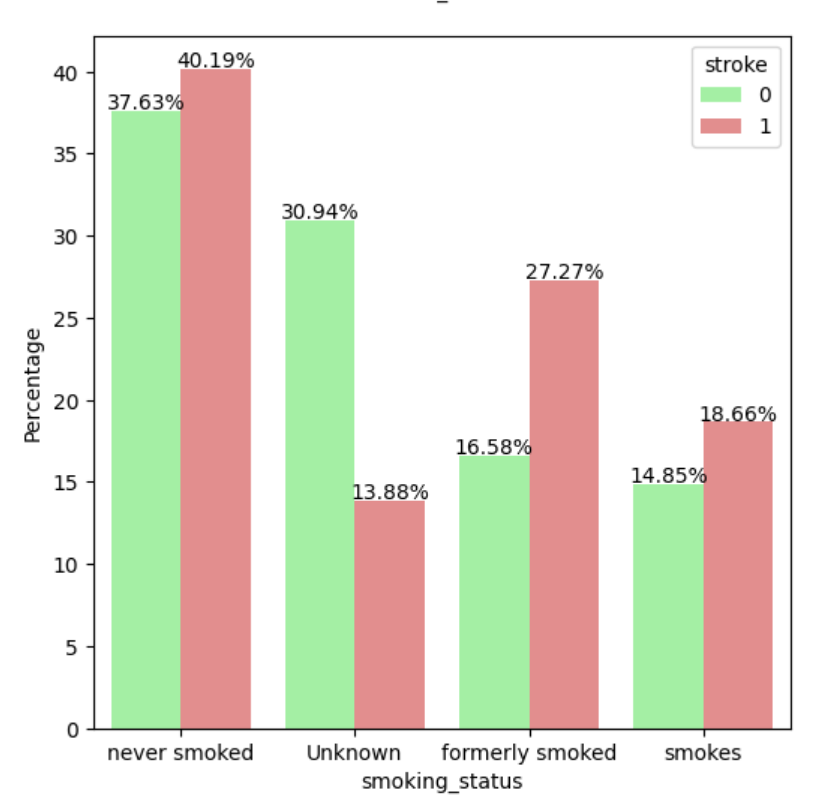 40.19%
37.63%
30.94%
13.88%
16.58%
27.27%
14.85%
18.66%
stroke
0
1
40
35
30
25
20
15
10
5
0
Percentage
never smoked
Unknown
formerly smoked
smokes
smoking_status